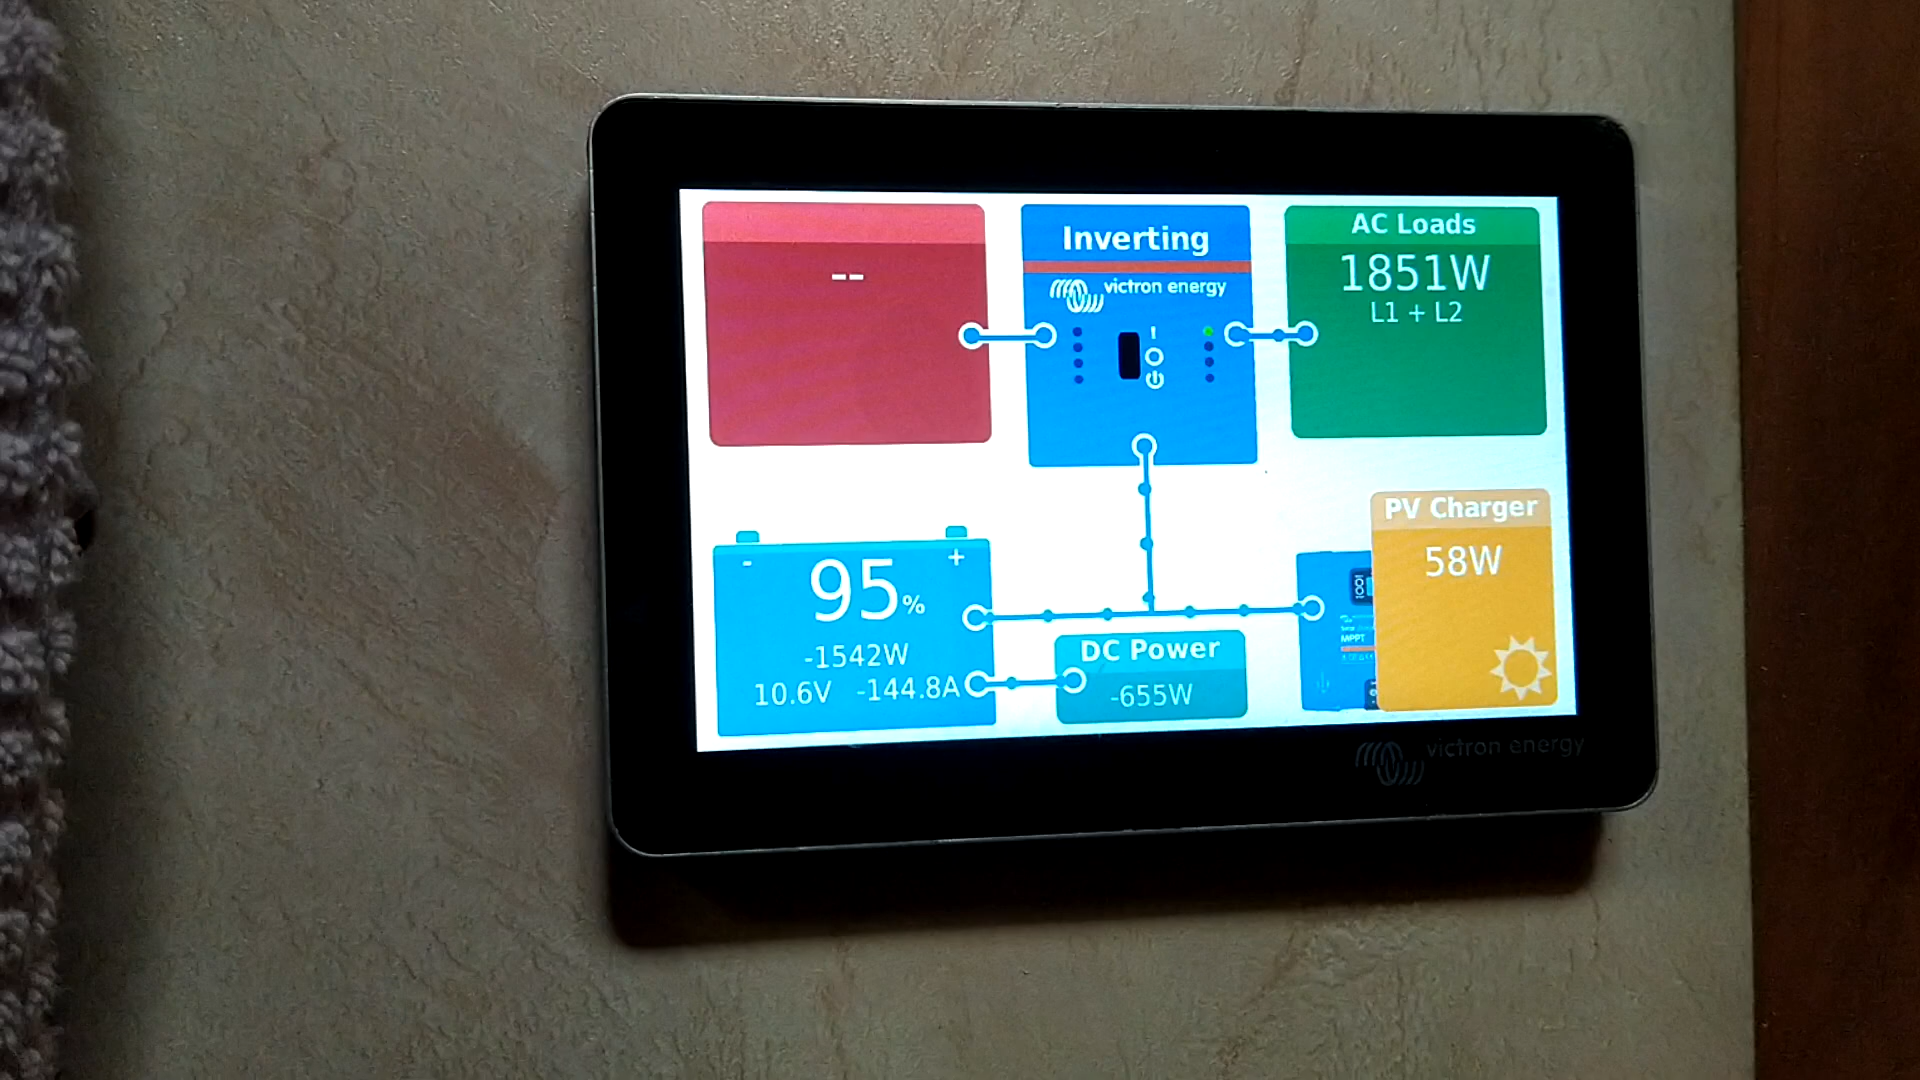 --
Inverting
victron energy
AC Loads
1851W
L1 + L2
- +
95%
-1542W
10.6V -144.8A
DC Power
-655W
MPPT
PV Charger
58W
victron energy